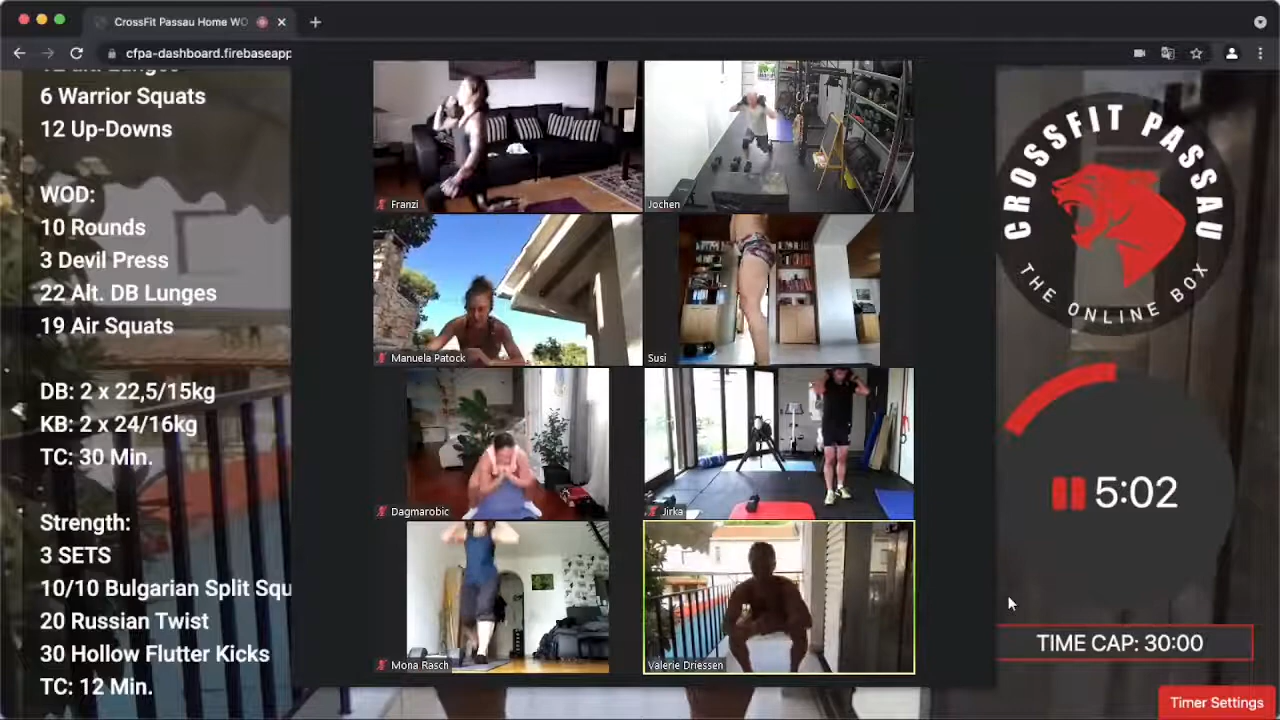 CrossFit Passau Home WO
cfpa-dashboard.firebaseapp
6 Warrior Squats
12 Up-Downs
WOD:
10 Rounds
3 Devil Press
22 Alt. DB Lunges
19 Air Squats
DB: 2 x 22,5/15kg
KB: 2 x 24/16kg
TC: 30 Min.
Strength:
3 SETS
10/10 Bulgarian Split Squ
20 Russian Twist
30 Hollow Flutter Kicks
TC: 12 Min.
Franzi
Jochen
Manuela Patock
Susi
Dagmarobic
Jirka
Mona Rasch
Valerie Driessen
CROSSFIT PASSAU
THE ONLINE BOX
5:02
TIME CAP: 30:00
Timer Settings